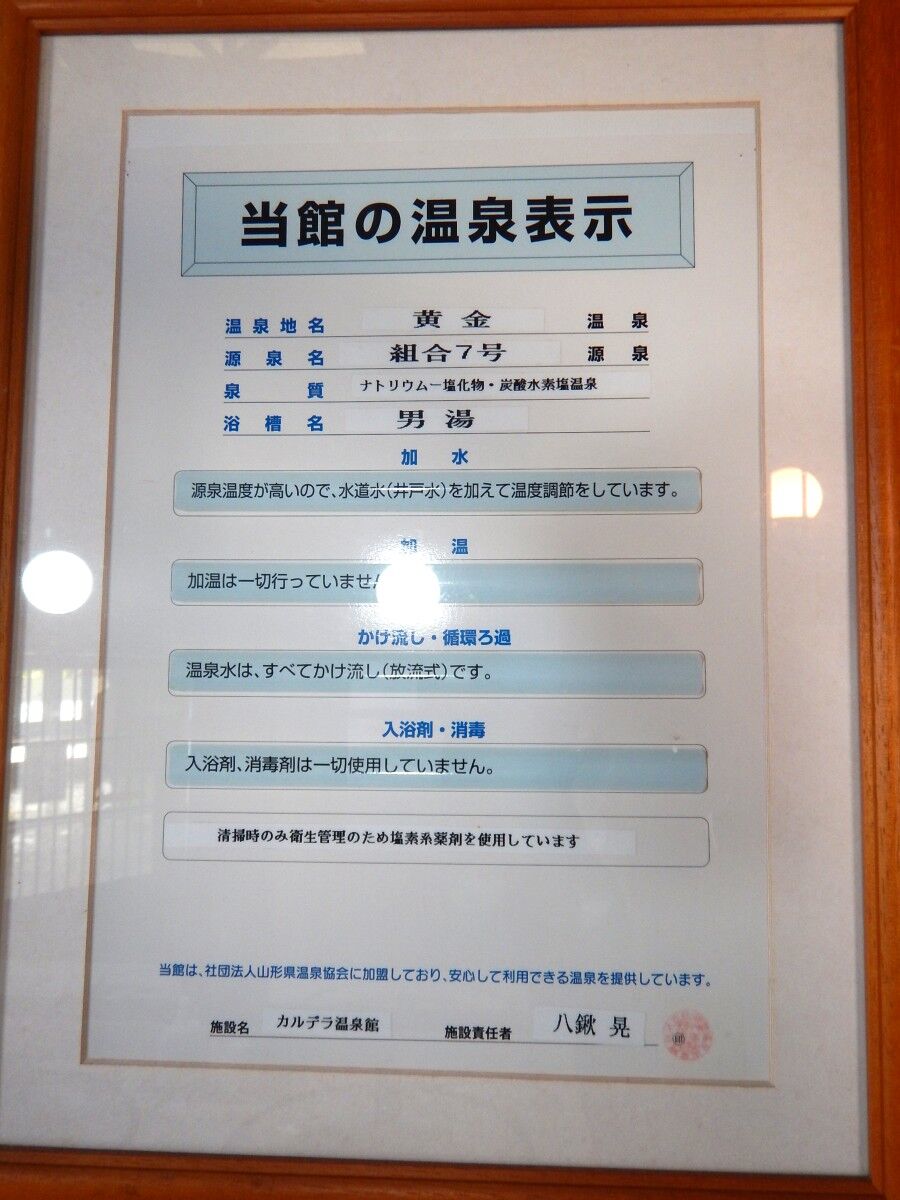 当館の温泉表示
温泉地名 黄金 温泉
源泉名 組合7号 源泉
泉質 ナトリウムー塩化物・炭酸水素塩温泉
浴槽名 男湯
加水
源泉温度が高いので、水道水(井戸水)を加えて温度調節をしています。
加温
加温は一切行っていませ
かけ流し・循環ろ過
温泉水は、すべてかけ流し(放流式)です。
入浴剤・消毒
入浴剤、消毒剤は一切使用していません。
清掃時のみ衛生管理のため塩素系薬剤を使用しています
当館は、社団法人山形県温泉協会に加盟しており、安心して利用できる温泉を提供しています。
施設名 カルデラ温泉館 施設責任者 八鍬 晃 ㊞